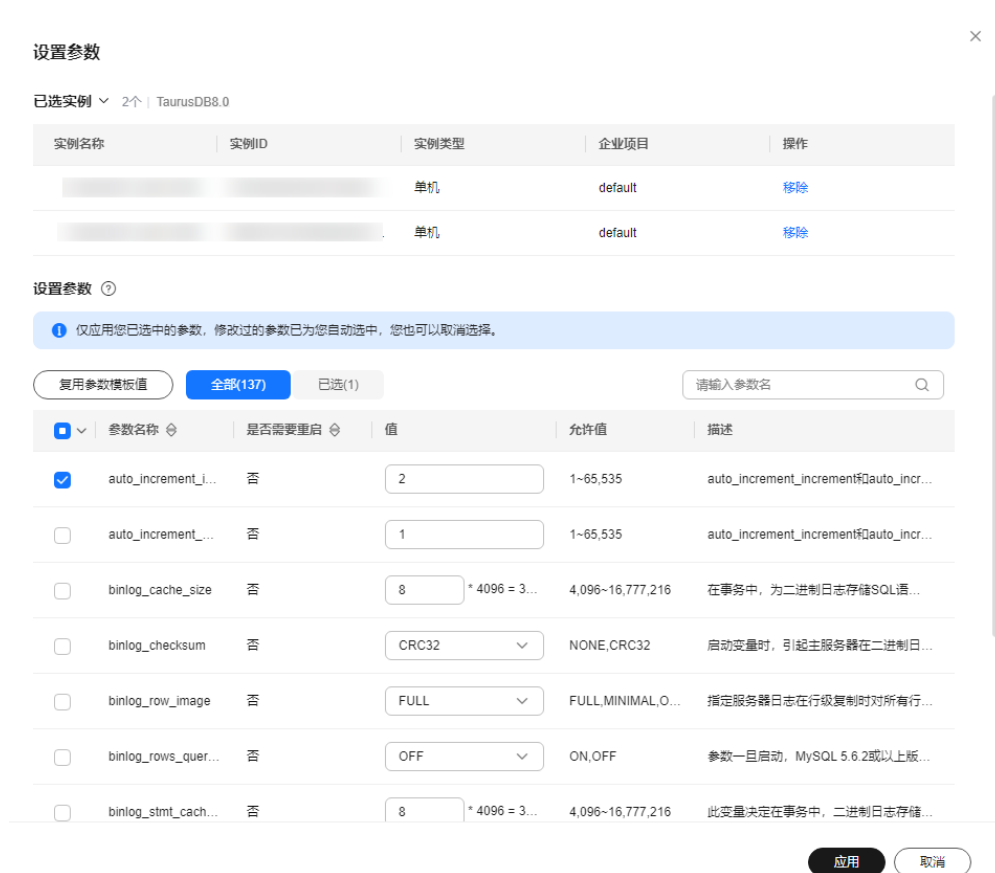 设置参数
已选实例 2个 | TaurusDB8.0
实例名称 实例ID 实例类型 企业项目 操作
单机 default 移除
单机 default 移除
设置参数
仅应用您已选中的参数，修改过的参数已为您自动选中，您也可以取消选择。
复用参数模板值 全部(137) 已选(1) 请输入参数名
参数名称 是否需要重启 值 允许值 描述
auto_increment_i... 否 2 1~65,535 auto_increment_increment和auto_incr...
auto_increment_... 否 1 1~65,535 auto_increment_increment和auto_incr...
binlog_cache_size 否 8 * 4096 = 3... 4,096~16,777,216 在事务中，为二进制日志存储SQL语...
binlog_checksum 否 CRC32 NONE,CRC32 启动变量时，引起主服务器在二进制日...
binlog_row_image 否 FULL FULL,MINIMAL,O... 指定服务器日志在行级复制时对所有行...
binlog_rows_quer... 否 OFF ON,OFF 参数一旦启动，MySQL 5.6.2或以上版...
binlog_stmt_cach... 否 8 * 4096 = 3... 4,096~16,777,216 此变量决定在事务中，二进制日志存储...
应用 取消